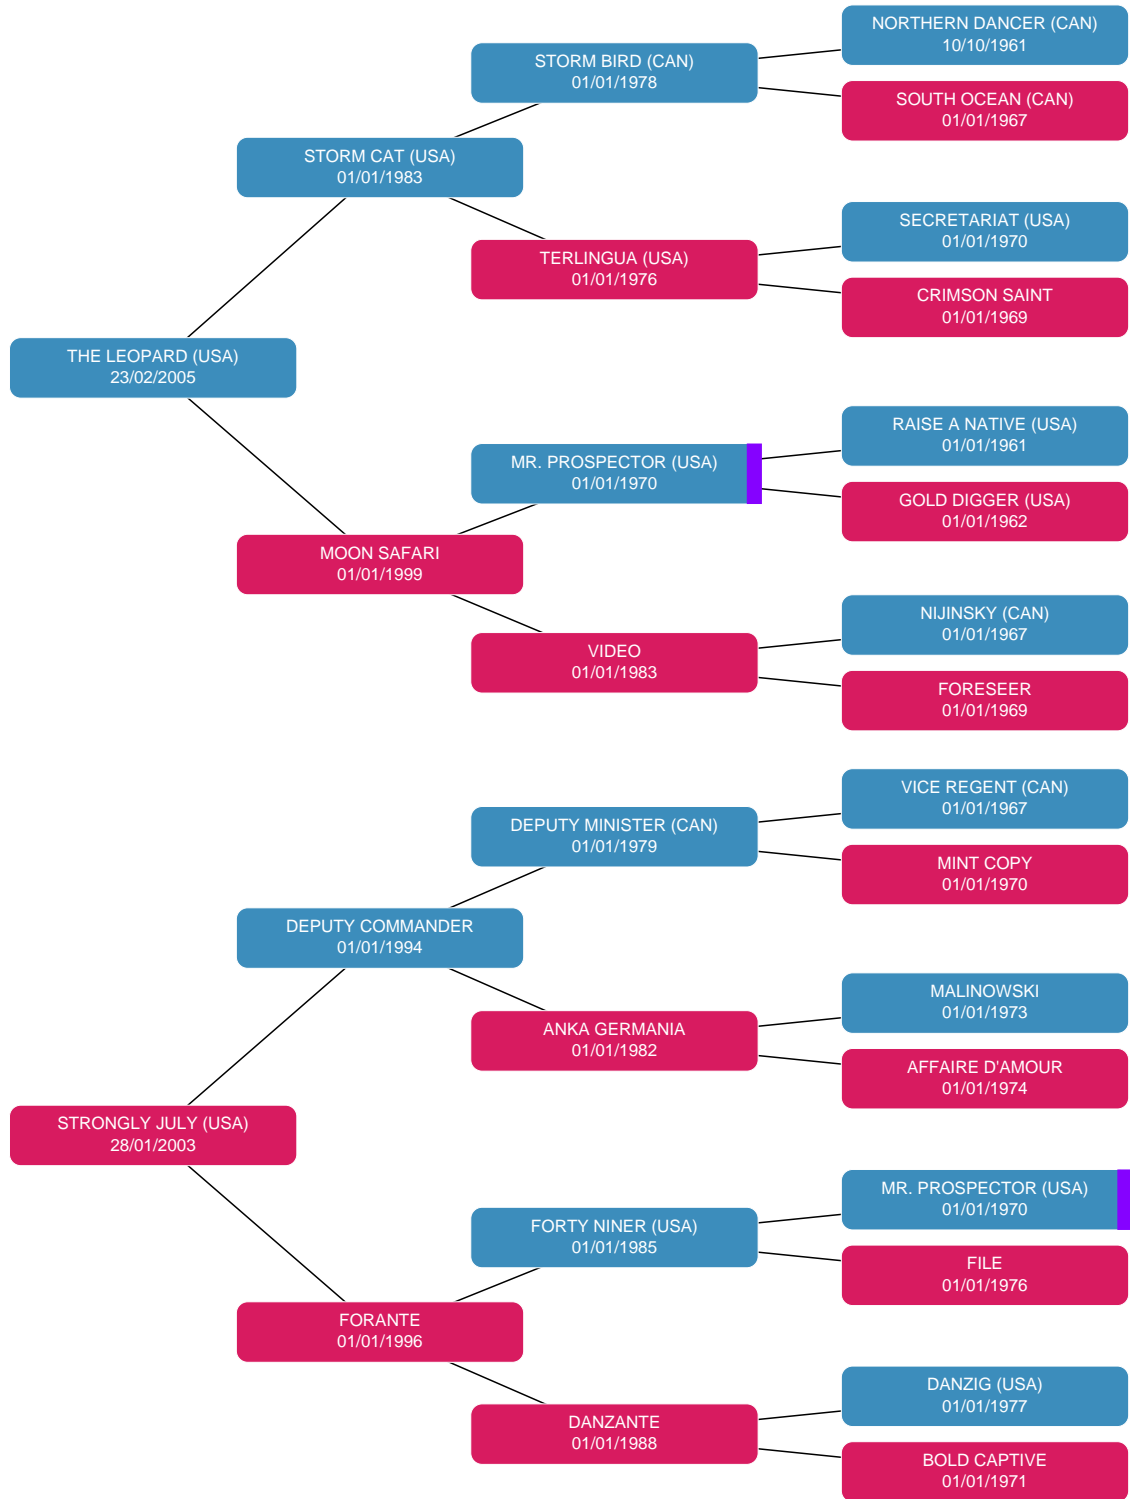 NORTHERN DANCER (CAN)
10/10/1961
STORM BIRD (CAN)
01/01/1978
SOUTH OCEAN (CAN)
01/01/1967
STORM CAT (USA)
01/01/1983
SECRETARIAT (USA)
01/01/1970
TERLINGUA (USA)
01/01/1976
CRIMSON SAINT
01/01/1969
THE LEOPARD (USA)
23/02/2005
RAISE A NATIVE (USA)
01/01/1961
MR. PROSPECTOR (USA)
01/01/1970
GOLD DIGGER (USA)
01/01/1962
MOON SAFARI
01/01/1999
NIJINSKY (CAN)
01/01/1967
VIDEO
01/01/1983
FORESEER
01/01/1969
VICE REGENT (CAN)
01/01/1967
DEPUTY MINISTER (CAN)
01/01/1979
MINT COPY
01/01/1970
DEPUTY COMMANDER
01/01/1994
MALINOWSKI
01/01/1973
ANKA GERMANIA
01/01/1982
AFFAIRE D'AMOUR
01/01/1974
STRONGLY JULY (USA)
28/01/2003
MR. PROSPECTOR (USA)
01/01/1970
FORTY NINER (USA)
01/01/1985
FILE
01/01/1976
FORANTE
01/01/1996
DANZIG (USA)
01/01/1977
DANZANTE
01/01/1988
BOLD CAPTIVE
01/01/1971